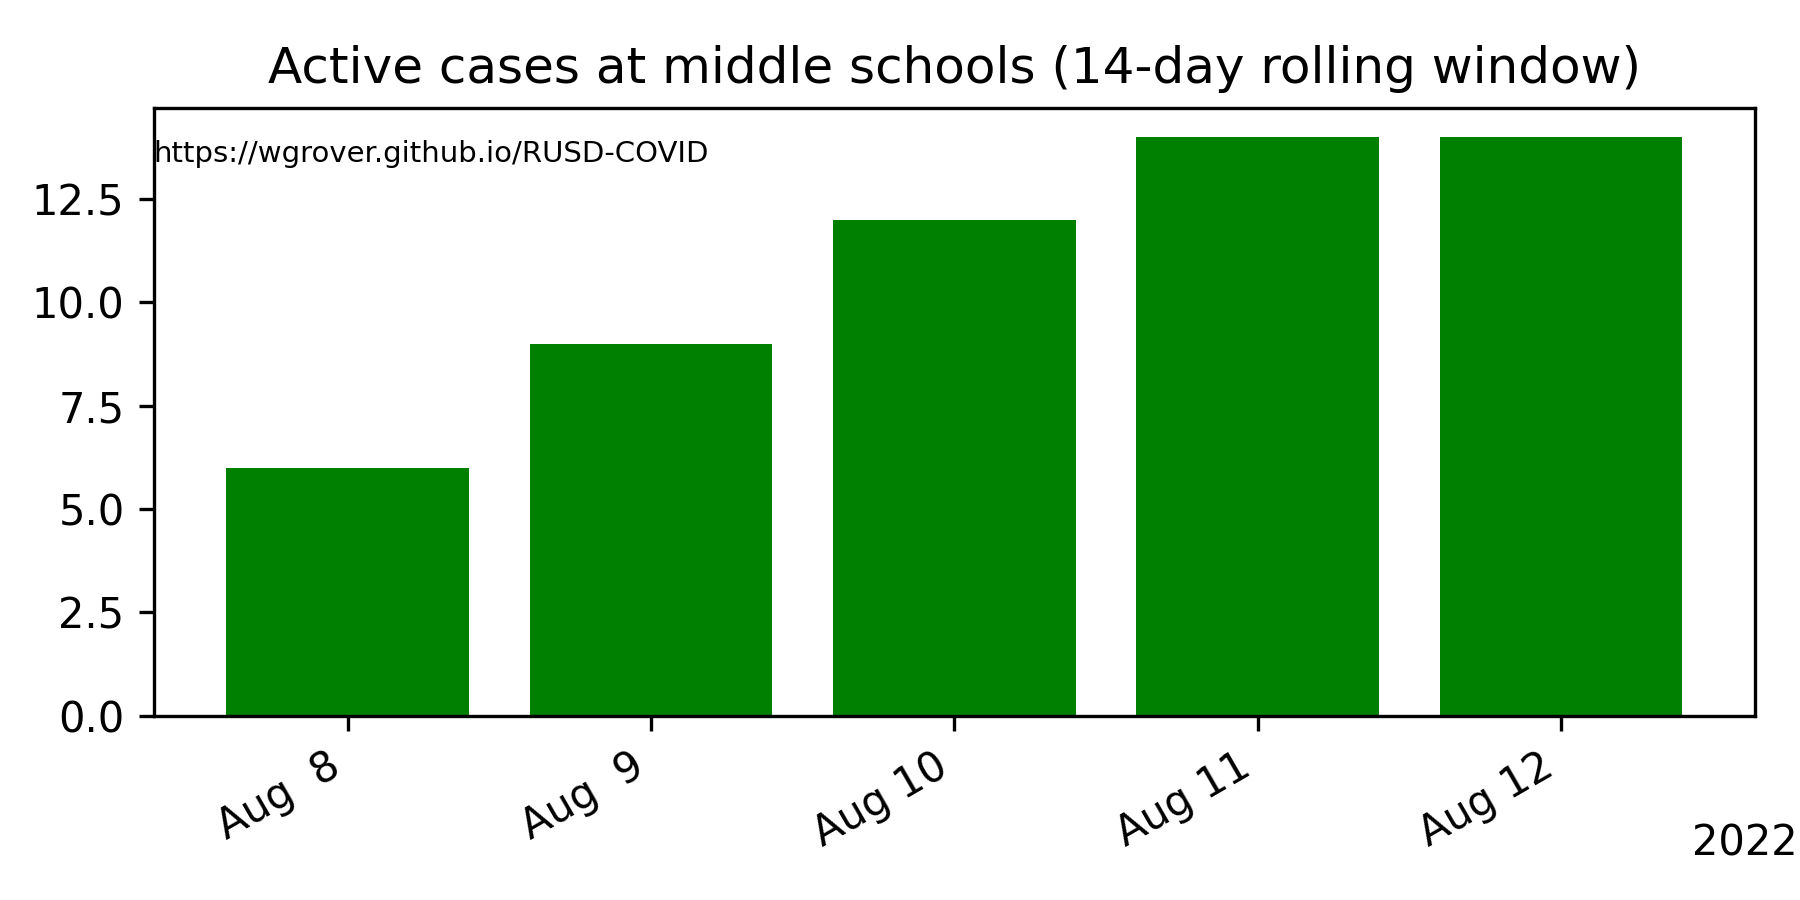 Active cases at middle schools (14-day rolling window)
https://wgrover.github.io/RUSD-COVID
12.5
10.0
7.5
5.0
2.5
0.0
Aug 8
Aug 9
Aug 10
Aug 11
Aug 12
2022